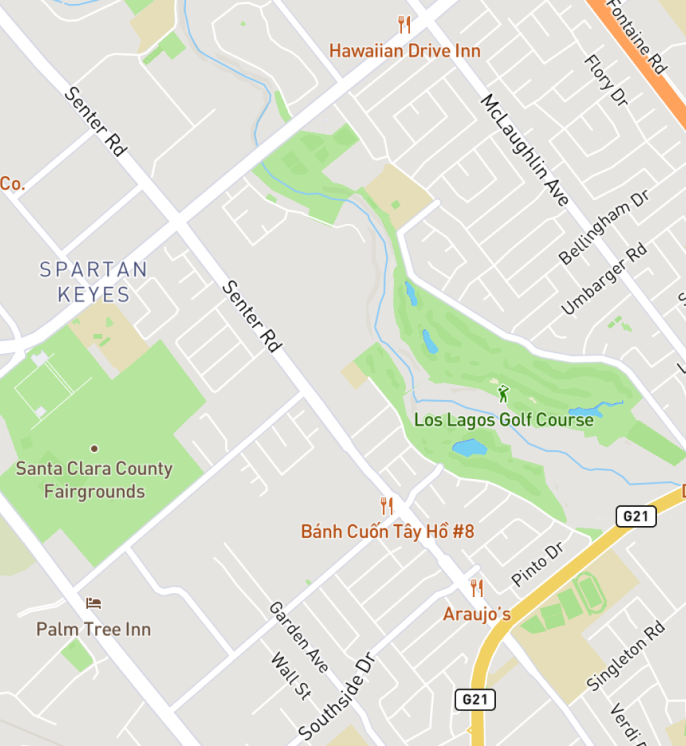 Fontaine Rd
Hawaiian Drive Inn
Flory Dr
Senter Rd
McLaughlin Ave
Co.
Bellingham Dr
SPARTAN
KEYES
Umbarger Rd
Senter Rd
Los Lagos Golf Course
Santa Clara County
Fairgrounds
G21
Bánh Cuốn Tây Hồ #8
Pinto Dr
Palm Tree Inn
Araujo's
Garden Ave
Singleton Rd
Wall St
Southside Dr
G21
Verdi